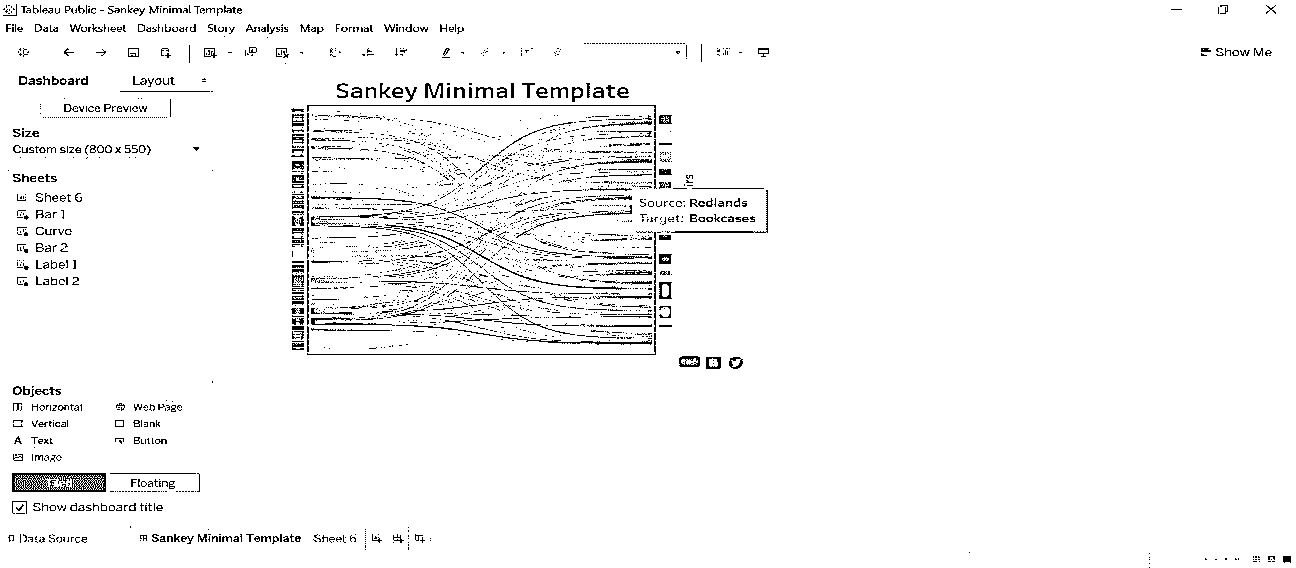 Tableau Public - Sankey Minimal Template
File Data Worksheet Dashboard Story Analysis Map Format Window Help
Show Me
Dashboard Layout
Device Preview
Size
Custom size (800 x 550)
Sheets
Sheet 6
Bar 1
Curve
Bar 2
Label 1
Label 2
Sankey Minimal Template
Source: Redlands
Target: Bookcases
Objects
Horizontal Web Page
Vertical Blank
A Text Button
Image
Tiled Floating
Show dashboard title
Data Source Sankey Minimal Template Sheet 6